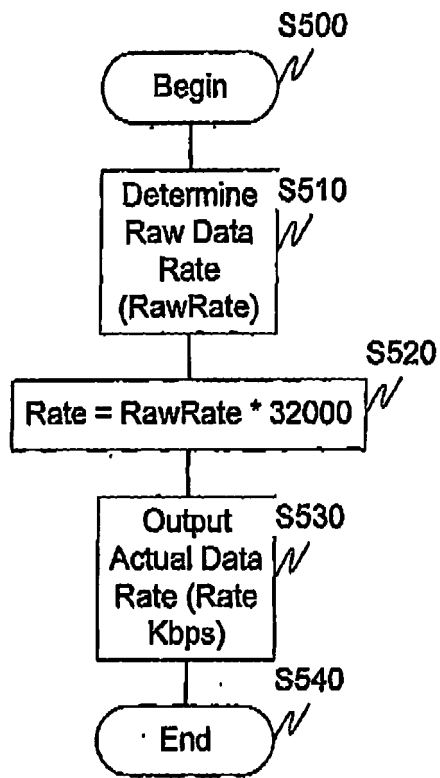 S500
Begin
S510
Determine
Raw Data
Rate
(RawRate)
S520
Rate = RawRate * 32000
S530
Output
Actual Data
Rate (Rate
Kbps)
S540
End